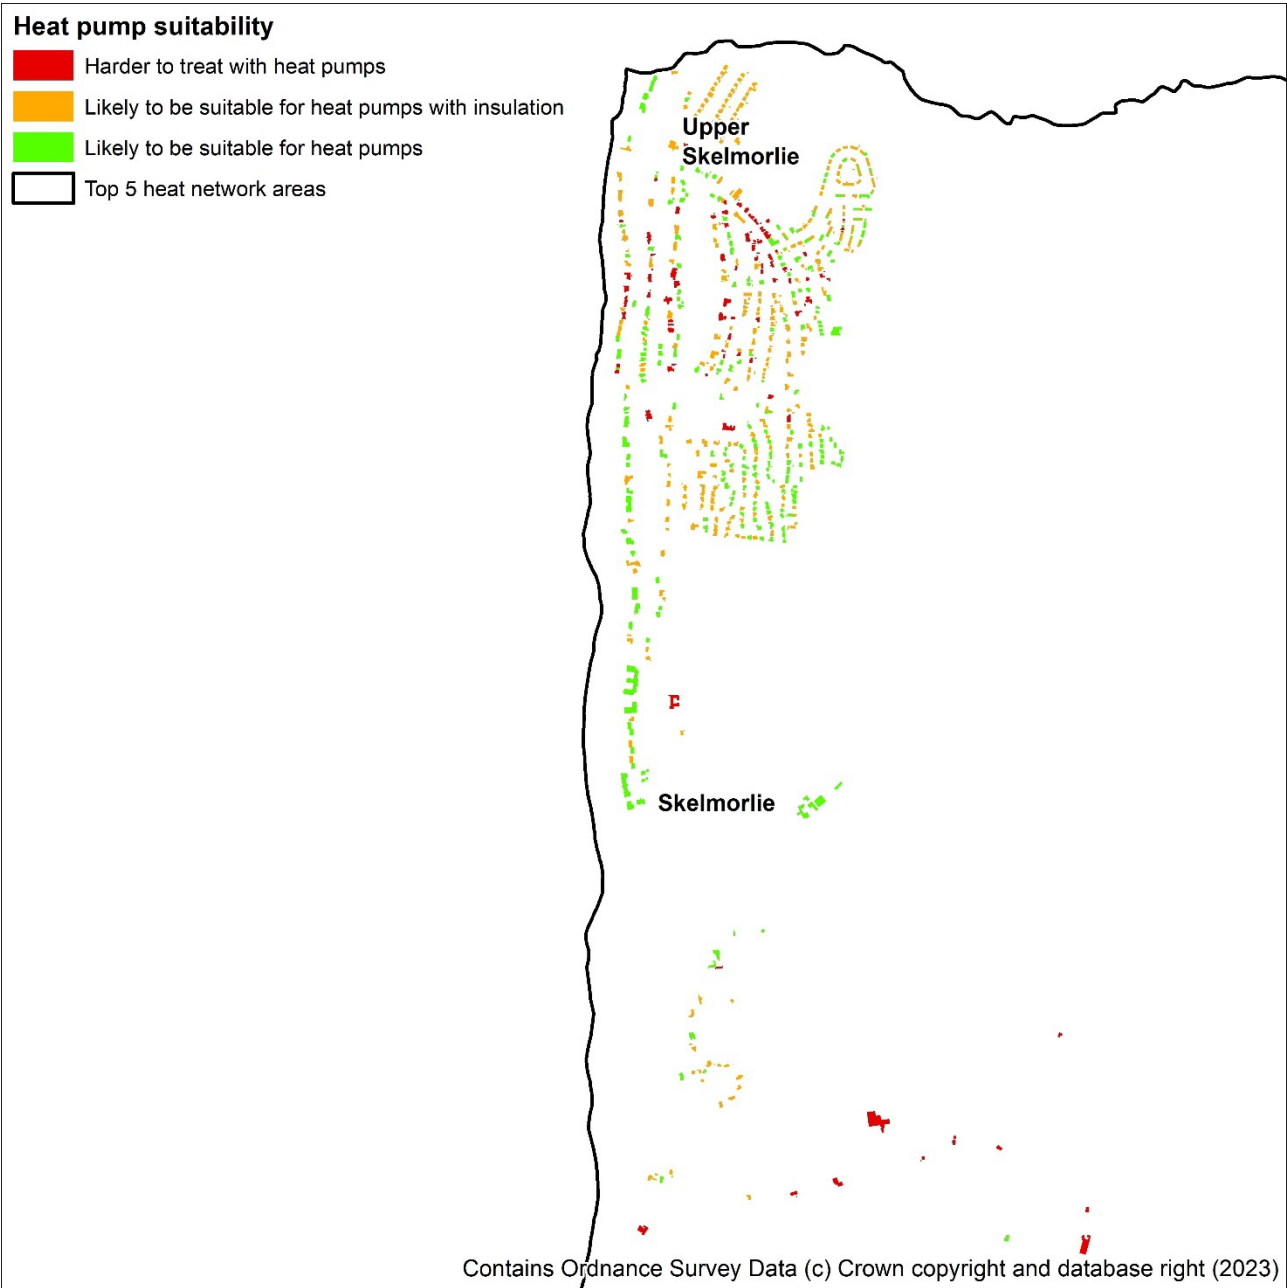 Heat pump suitability
Harder to treat with heat pumps
Likely to be suitable for heat pumps with insulation
Likely to be suitable for heat pumps
Top 5 heat network areas
Upper
Skelmorlie
Skelmorlie
Contains Ordnance Survey Data (c) Crown copyright and database right (2023)